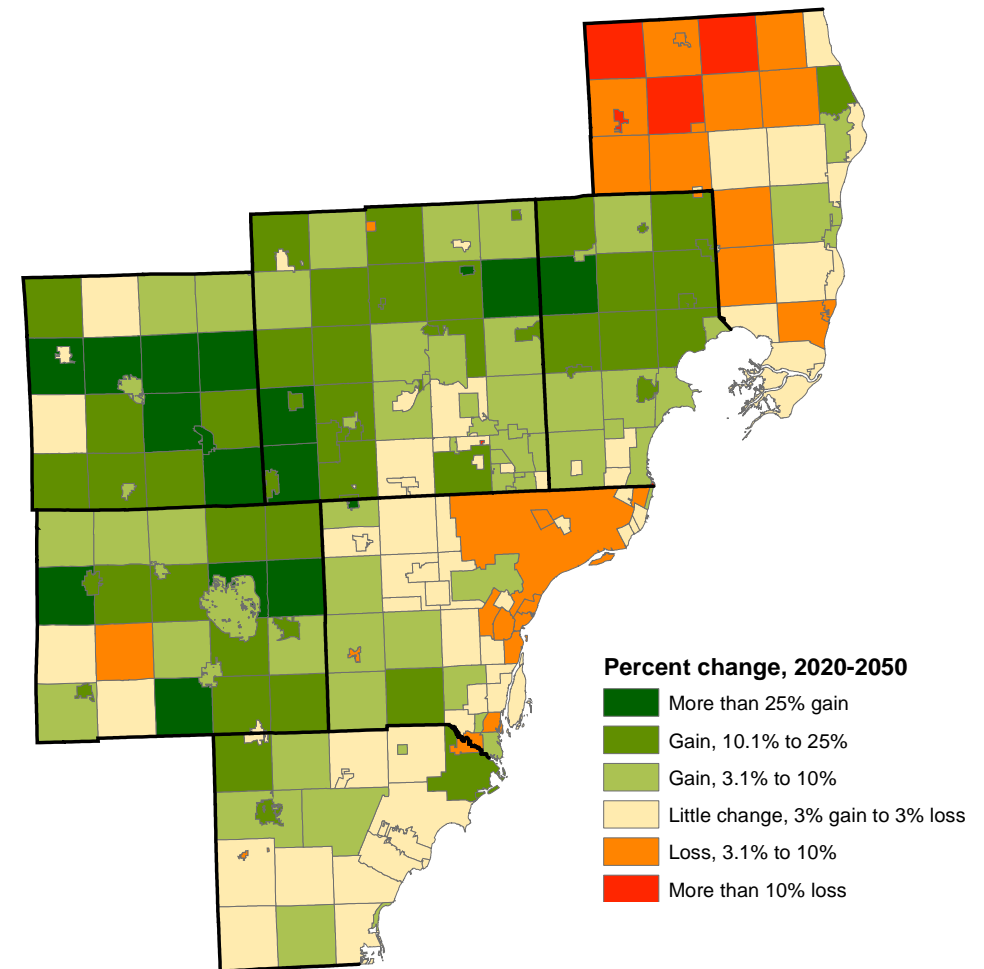 Percent change, 2020-2050
More than 25% gain
Gain, 10.1% to 25%
Gain, 3.1% to 10%
Little change, 3% gain to 3% loss
Loss, 3.1% to 10%
More than 10% loss